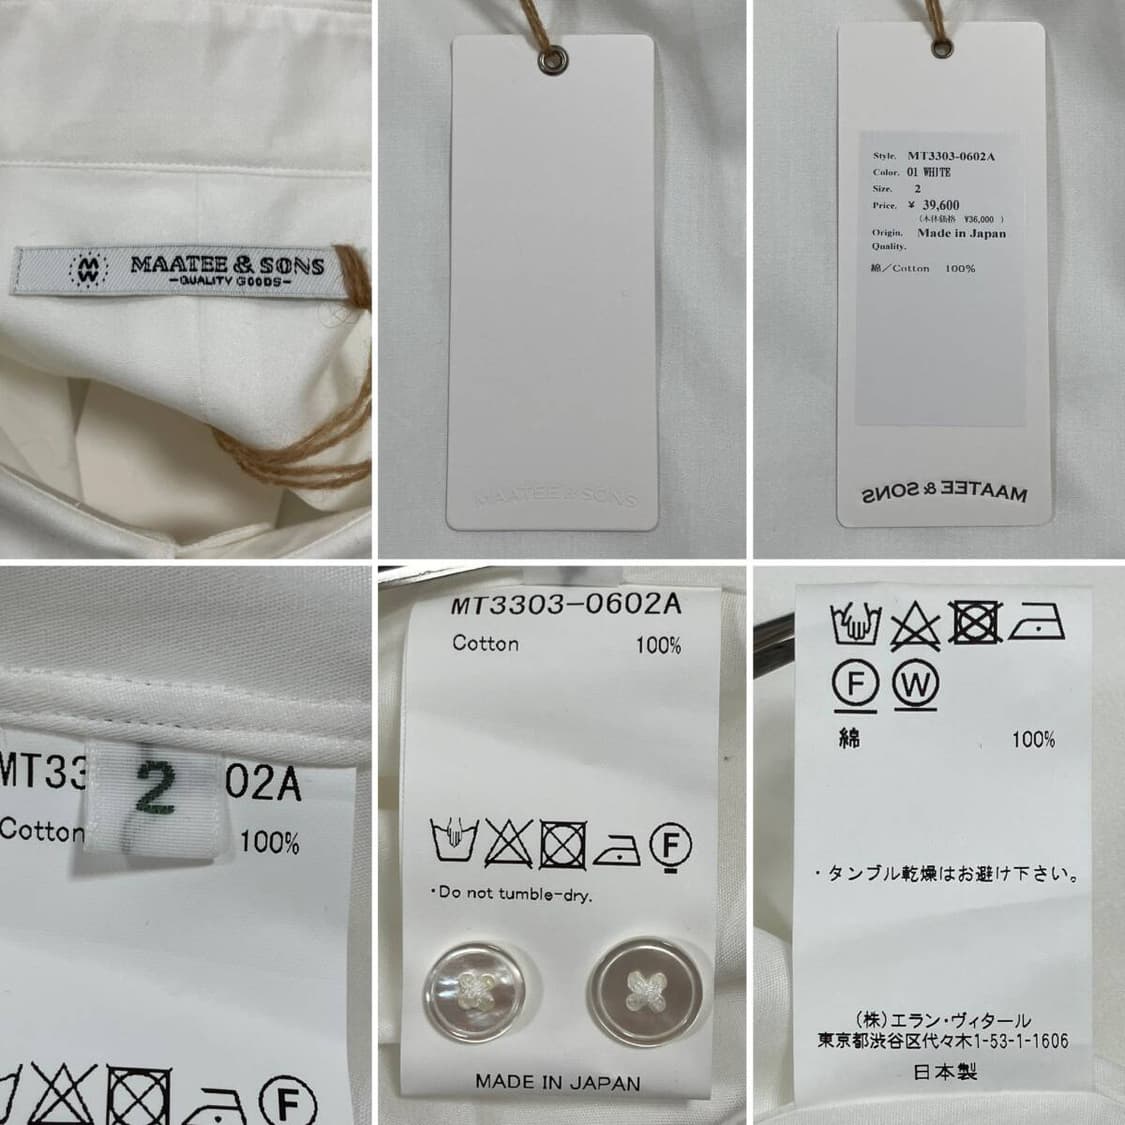 MW
MAATEE & SONS
-QUALITY GOODS-
MAATEE & SONS
Style. MT3303-0602A
Color. 01 WHITE
Size. 2
Price. ¥ 39,600
(本体価格 ¥36,000 )
Origin. Made in Japan
Quality.
綿/Cotton 100%
MAATEE & SONS
MT33 02A
2
Cotton 100%
F
MT3303-0602A
Cotton 100%
F
・Do not tumble-dry.
MADE IN JAPAN
F W
綿 100%
・タンブル乾燥はお避け下さい。
(株)エラン・ヴィタール
東京都渋谷区代々木1-53-1-1606
日本製